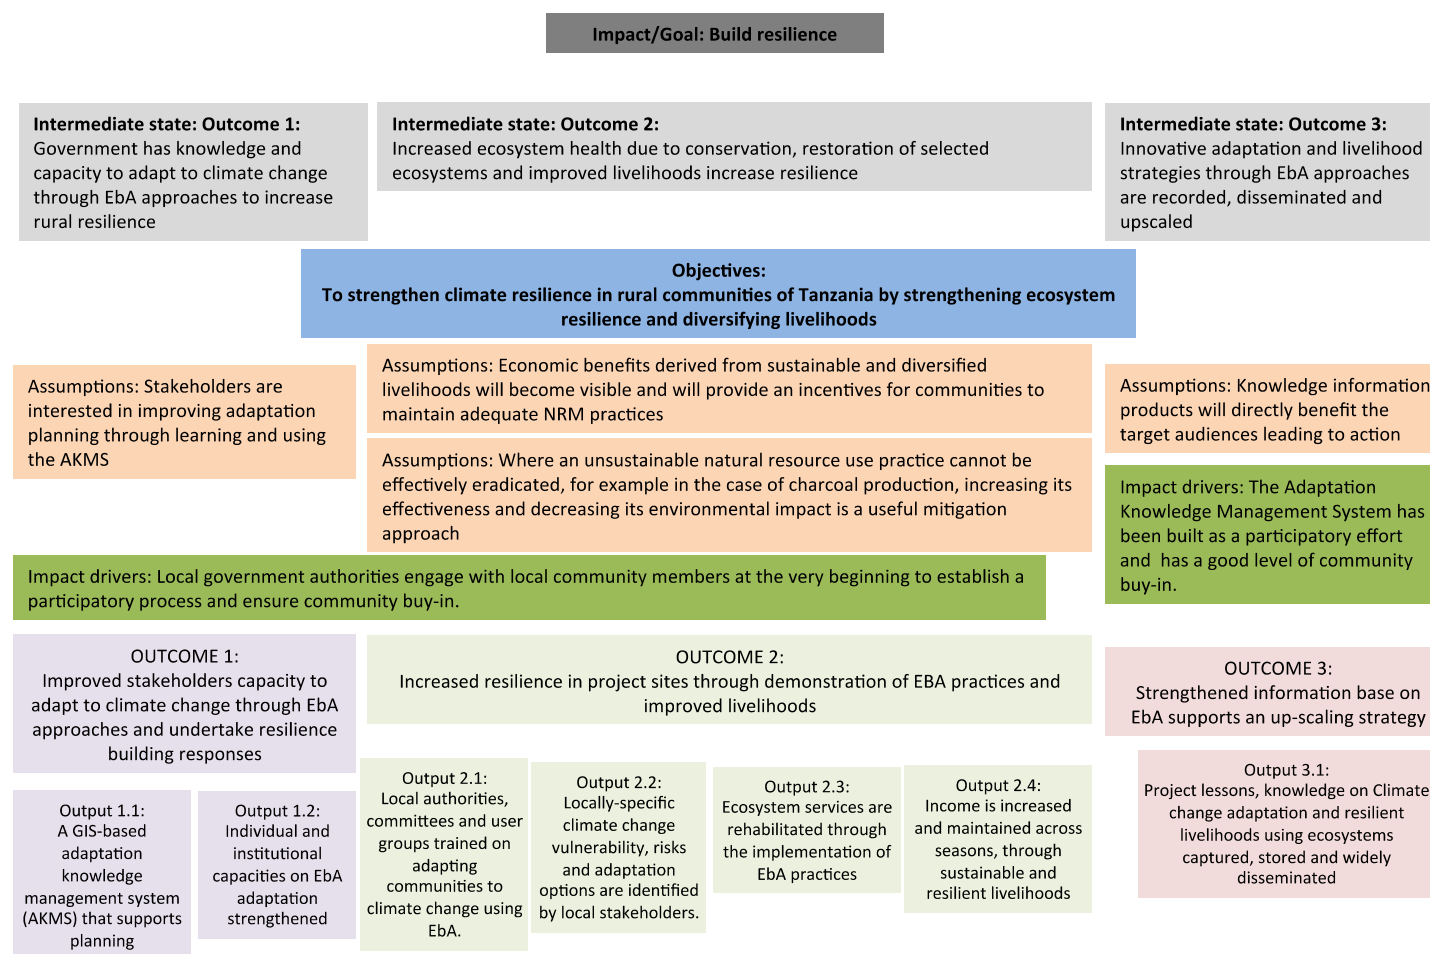 Impact/Goal: Build resilience
Intermediate state: Outcome 1:
Government has knowledge and
capacity to adapt to climate change
through EbA approaches to increase
rural resilience
Intermediate state: Outcome 2:
Increased ecosystem health due to conservation, restoration of selected
ecosystems and improved livelihoods increase resilience
Intermediate state: Outcome 3:
Innovative adaptation and livelihood
strategies through EbA approaches
are recorded, disseminated and
upscaled
Objectives:
To strengthen climate resilience in rural communities of Tanzania by strengthening ecosystem
resilience and diversifying livelihoods
Assumptions: Stakeholders are
interested in improving adaptation
planning through learning and using
the AKMS
Assumptions: Economic benefits derived from sustainable and diversified
livelihoods will become visible and will provide an incentives for communities to
maintain adequate NRM practices
Assumptions: Where an unsustainable natural resource use practice cannot be
effectively eradicated, for example in the case of charcoal production, increasing its
effectiveness and decreasing its environmental impact is a useful mitigation
approach
Assumptions: Knowledge information
products will directly benefit the
target audiences leading to action
Impact drivers: The Adaptation
Knowledge Management System has
been built as a participatory effort
and  has a good level of community
buy-in.
Impact drivers: Local government authorities engage with local community members at the very beginning to establish a
participatory process and ensure community buy-in.
OUTCOME 1:
Improved stakeholders capacity to
adapt to climate change through EbA
approaches and undertake resilience
building responses
OUTCOME 2:
Increased resilience in project sites through demonstration of EBA practices and
improved livelihoods
OUTCOME 3:
Strengthened information base on
EbA supports an up-scaling strategy
Output 1.1:
A GIS-based
adaptation
knowledge
management system
(AKMS) that supports
planning
Output 1.2:
Individual and
institutional
capacities on EbA
adaptation
strengthened
Output 2.1:
Local authorities,
committees and user
groups trained on
adapting
communities to
climate change using
EbA.
Output 2.2:
Locally-specific
climate change
vulnerability, risks
and adaptation
options are identified
by local stakeholders.
Output 2.3:
Ecosystem services are
rehabilitated through
the implementation of
EbA practices
Output 2.4:
Income is increased
and maintained across
seasons, through
sustainable and
resilient livelihoods
Output 3.1:
Project lessons, knowledge on Climate
change adaptation and resilient
livelihoods using ecosystems
captured, stored and widely
disseminated